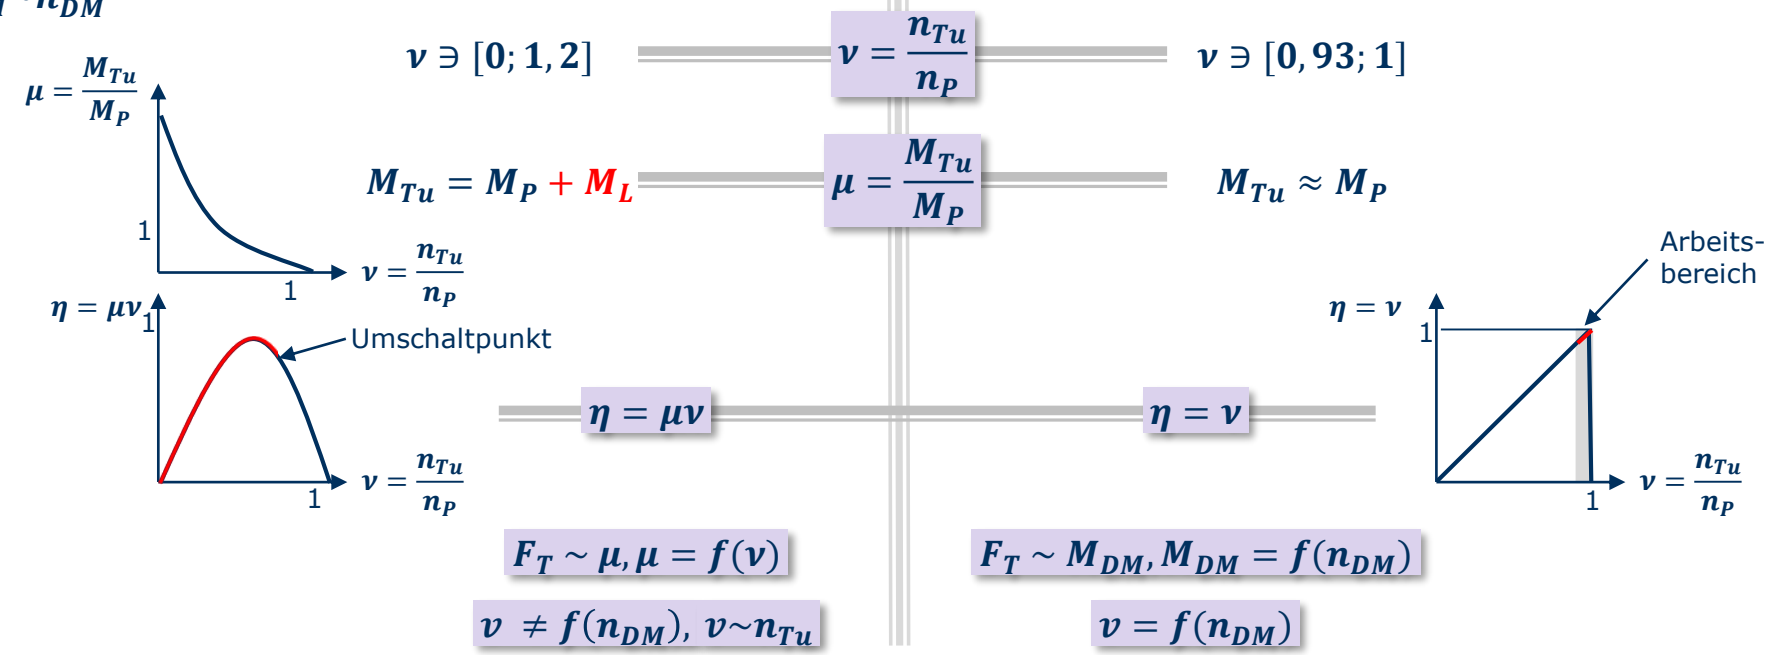 ~n_DM
ν ∋ [0; 1, 2]
ν = n_Tu / n_P
ν ∋ [0, 93; 1]
μ = M_Tu / M_P
1
1
ν = n_Tu / n_P
M_Tu = M_P + M_L
μ = M_Tu / M_P
M_Tu ≈ M_P
η = μν
1
Umschaltpunkt
1
ν = n_Tu / n_P
Arbeits-
bereich
η = ν
1
1
ν = n_Tu / n_P
η = μν
η = ν
F_T ~ μ, μ = f(ν)
F_T ~ M_DM, M_DM = f(n_DM)
v ≠ f(n_DM), v~n_Tu
v = f(n_DM)